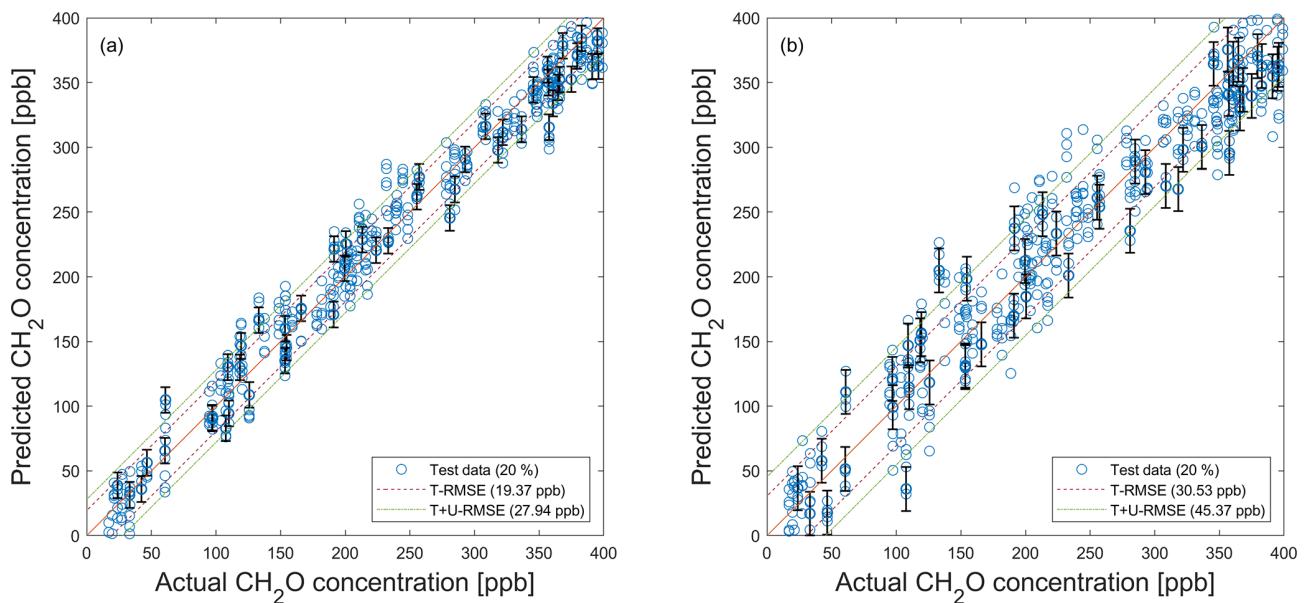 (a)
400
350
300
250
200
150
100
50
0
0 50 100 150 200 250 300 350 400
Predicted CH₂O concentration [ppb]
Actual CH₂O concentration [ppb]
Test data (20 %)
T-RMSE (19.37 ppb)
T+U-RMSE (27.94 ppb)
(b)
400
350
300
250
200
150
100
50
0
0 50 100 150 200 250 300 350 400
Predicted CH₂O concentration [ppb]
Actual CH₂O concentration [ppb]
Test data (20 %)
T-RMSE (30.53 ppb)
T+U-RMSE (45.37 ppb)